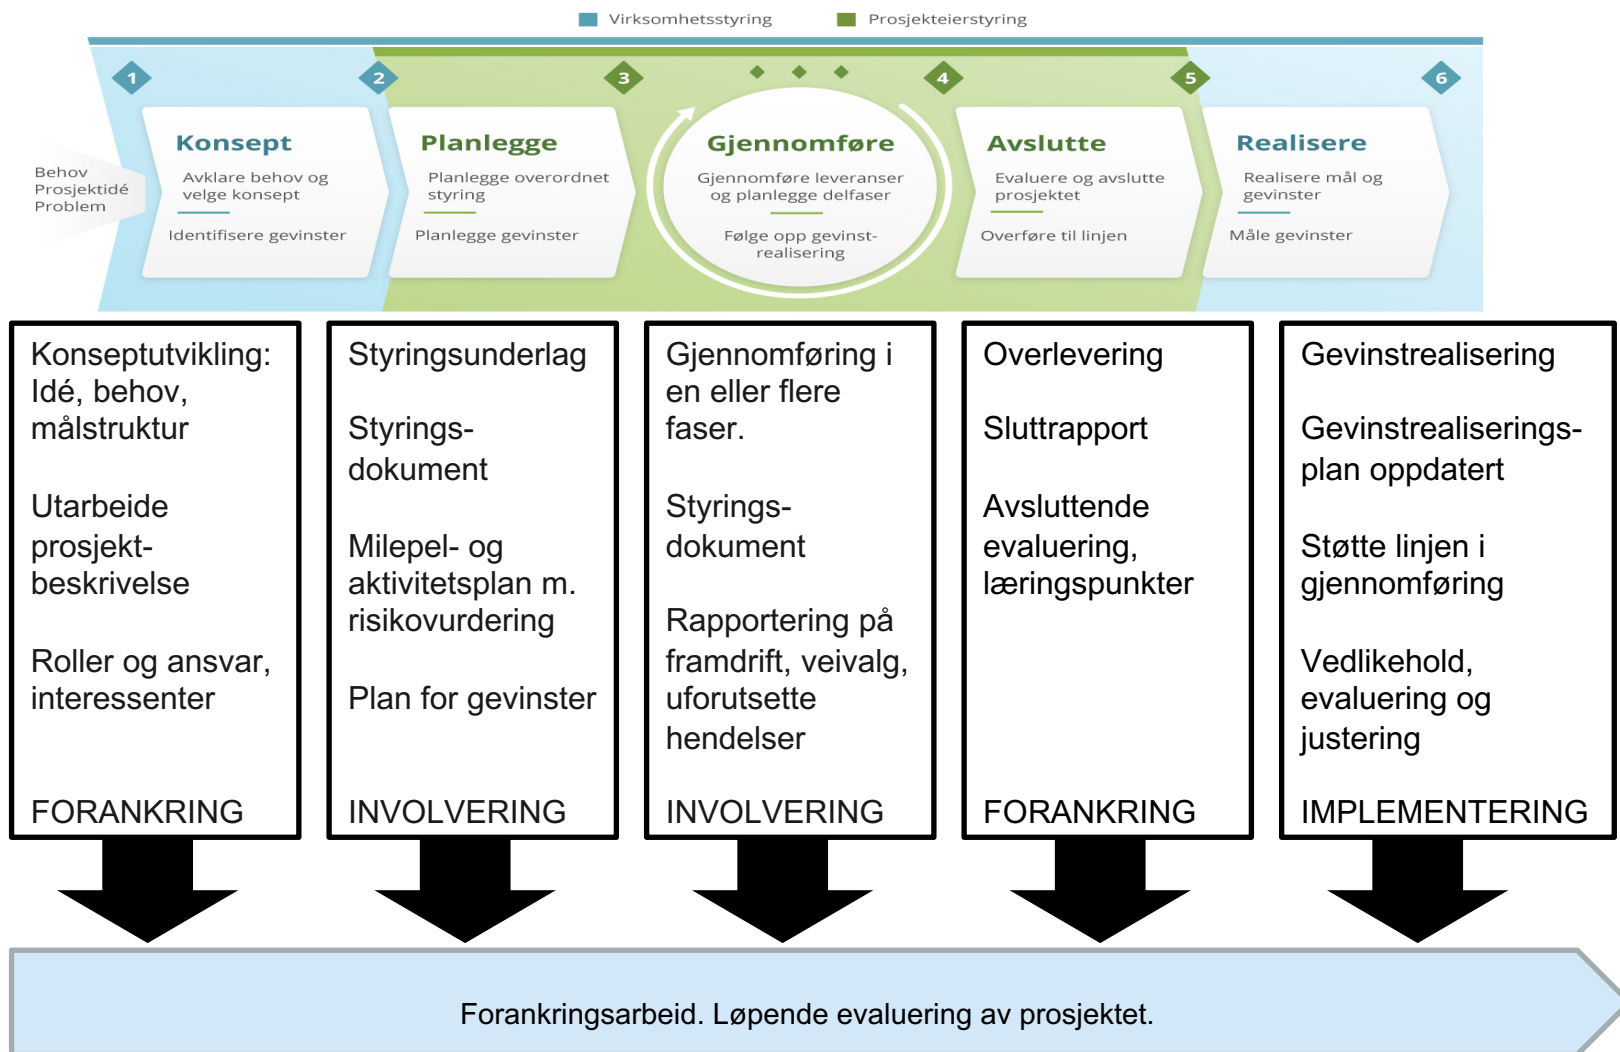 Virksomhetsstyring
Prosjekteierstyring
1
2
3
4
5
6
Behov
Prosjektidé
Problem
Konsept
Avklare behov og
velge konsept
Identifisere gevinster
Planlegge
Planlegge overordnet
styring
Planlegge gevinster
Gjennomføre
Gjennomføre leveranser
og planlegge delfaser
Følge opp gevinst-
realisering
Avslutte
Evaluere og avslutte
prosjektet
Overføre til linjen
Realisere
Realisere mål og
gevinster
Måle gevinster
Konseptutvikling:
Idé, behov,
målstruktur
Utarbeide
prosjekt-
beskrivelse
Roller og ansvar,
interessenter
FORANKRING
Styringsunderlag
Styrings-
dokument
Milepel- og
aktivitetsplan m.
risikovurdering
Plan for gevinster
INVOLVERING
Gjennomføring i
en eller flere
faser.
Styrings-
dokument
Rapportering på
framdrift, veivalg,
uforutsette
hendelser
INVOLVERING
Overlevering
Sluttrapport
Avsluttende
evaluering,
læringspunkter
FORANKRING
Gevinstrealisering
Gevinstrealiserings-
plan oppdatert
Støtte linjen i
gjennomføring
Vedlikehold,
evaluering og
justering
IMPLEMENTERING
Forankringsarbeid. Løpende evaluering av prosjektet.